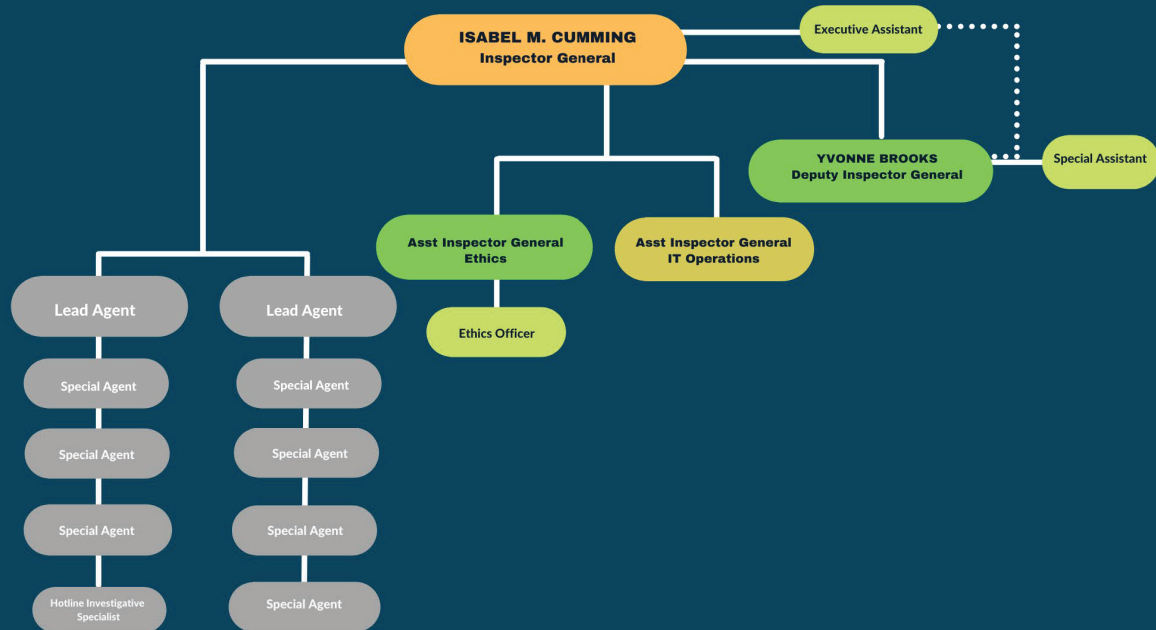 ISABEL M. CUMMING
Inspector General
Executive Assistant
YVONNE BROOKS
Deputy Inspector General
Special Assistant
Asst Inspector General
Ethics
Asst Inspector General
IT Operations
Ethics Officer
Lead Agent
Lead Agent
Special Agent
Special Agent
Special Agent
Special Agent
Special Agent
Special Agent
Hotline Investigative
Specialist
Special Agent